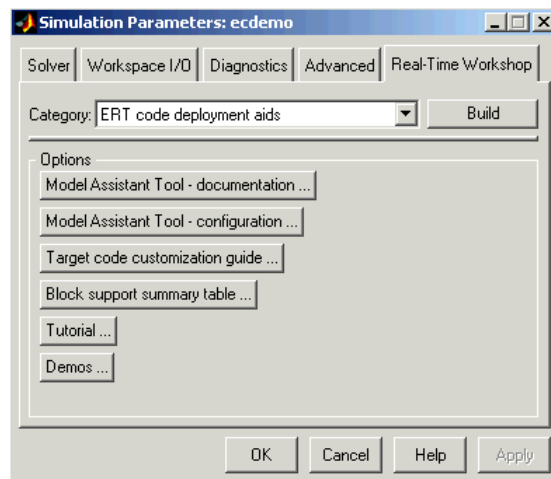 Simulation Parameters: ecdemo
Solver Workspace I/O Diagnostics Advanced Real-Time Workshop
Category: ERT code deployment aids Build
Options
Model Assistant Tool - documentation ...
Model Assistant Tool - configuration ...
Target code customization guide ...
Block support summary table ...
Tutorial ...
Demos ...
OK Cancel Help Apply